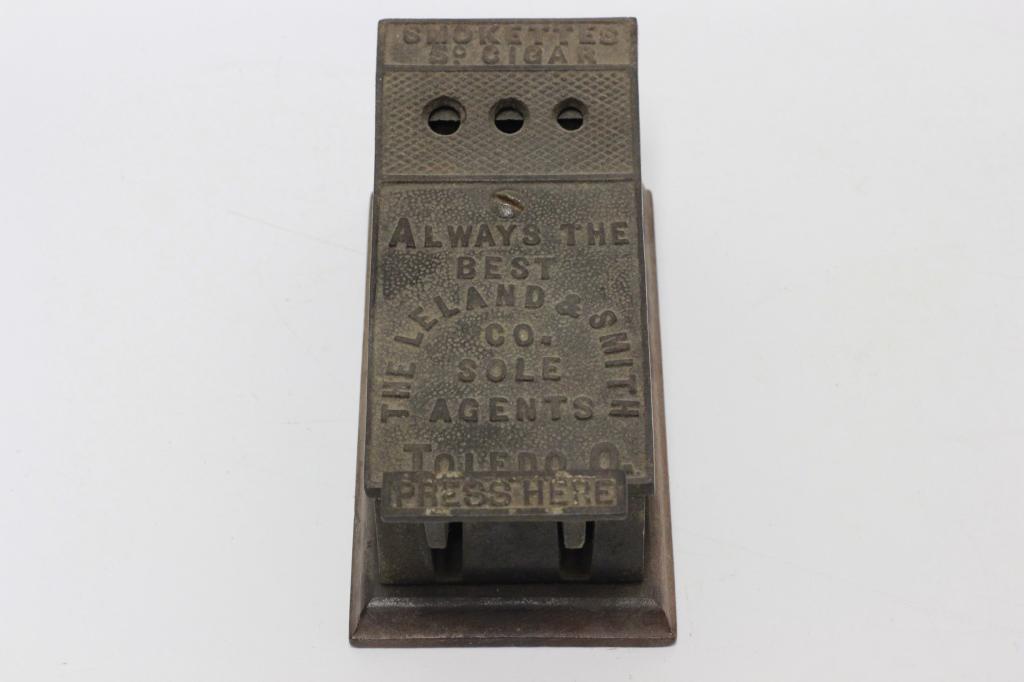 SMOKETTES
5¢ CIGAR
ALWAYS THE
BEST
THE LELAND & SMITH
CO.
SOLE
AGENTS
TOLEDO O.
PRESS HERE